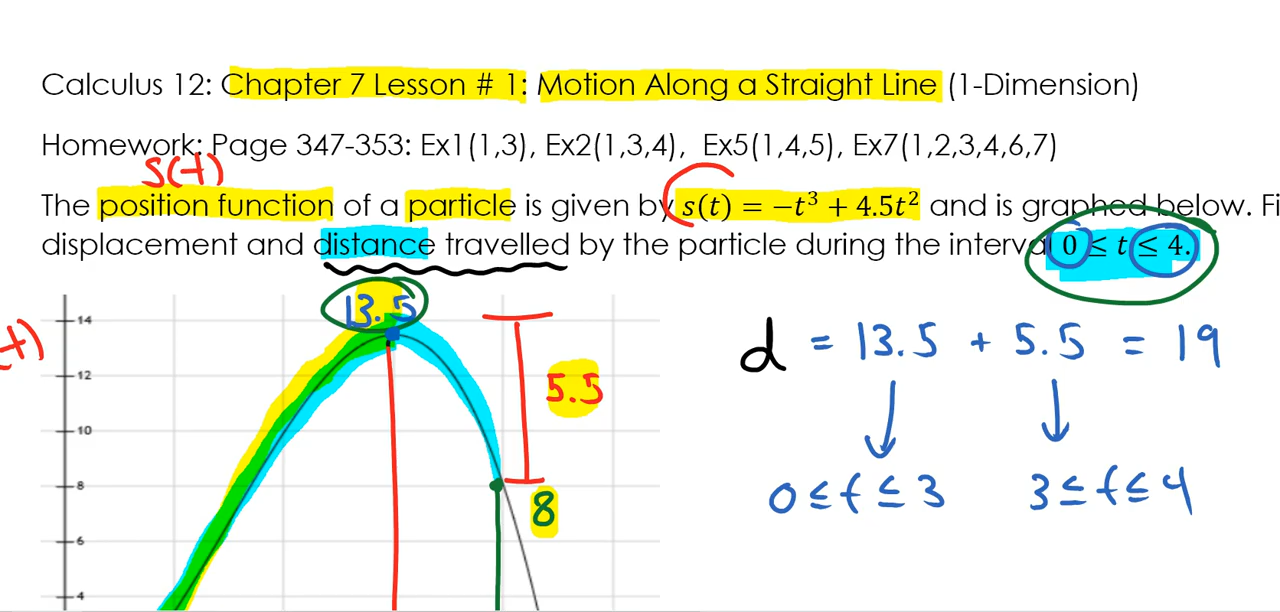 Calculus 12: Chapter 7 Lesson # 1: Motion Along a Straight Line (1-Dimension)
Homework: Page 347-353: Ex1(1,3), Ex2(1,3,4), Ex5(1,4,5), Ex7(1,2,3,4,6,7)
s(t)
The position function of a particle is given by s(t) = −t³ + 4.5t² and is graphed below. Fi
displacement and distance travelled by the particle during the interval 0 ≤ t ≤ 4.
13.5
14
12
10
8
6
4
5.5
8
d = 13.5 + 5.5 = 19
0 ≤ t ≤ 3 3 ≤ t ≤ 4